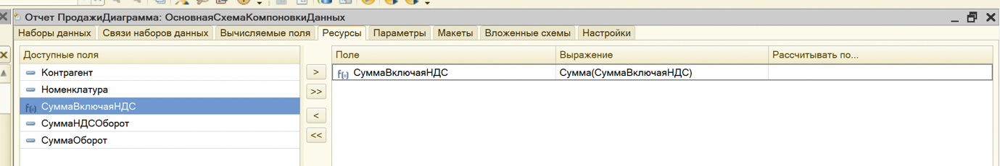 Отчет ПродажиДиаграмма: ОсновнаяСхемаКомпоновкиДанных
Наборы данных Связи наборов данных Вычисляемые поля Ресурсы Параметры Макеты Вложенные схемы Настройки
Доступные поля
Контрагент
Номенклатура
СуммаВключаяНДС
СуммаНДСОборот
СуммаОборот
>
>>
<
<<
Поле Выражение Рассчитывать по...
СуммаВключаяНДС Сумма(СуммаВключаяНДС)